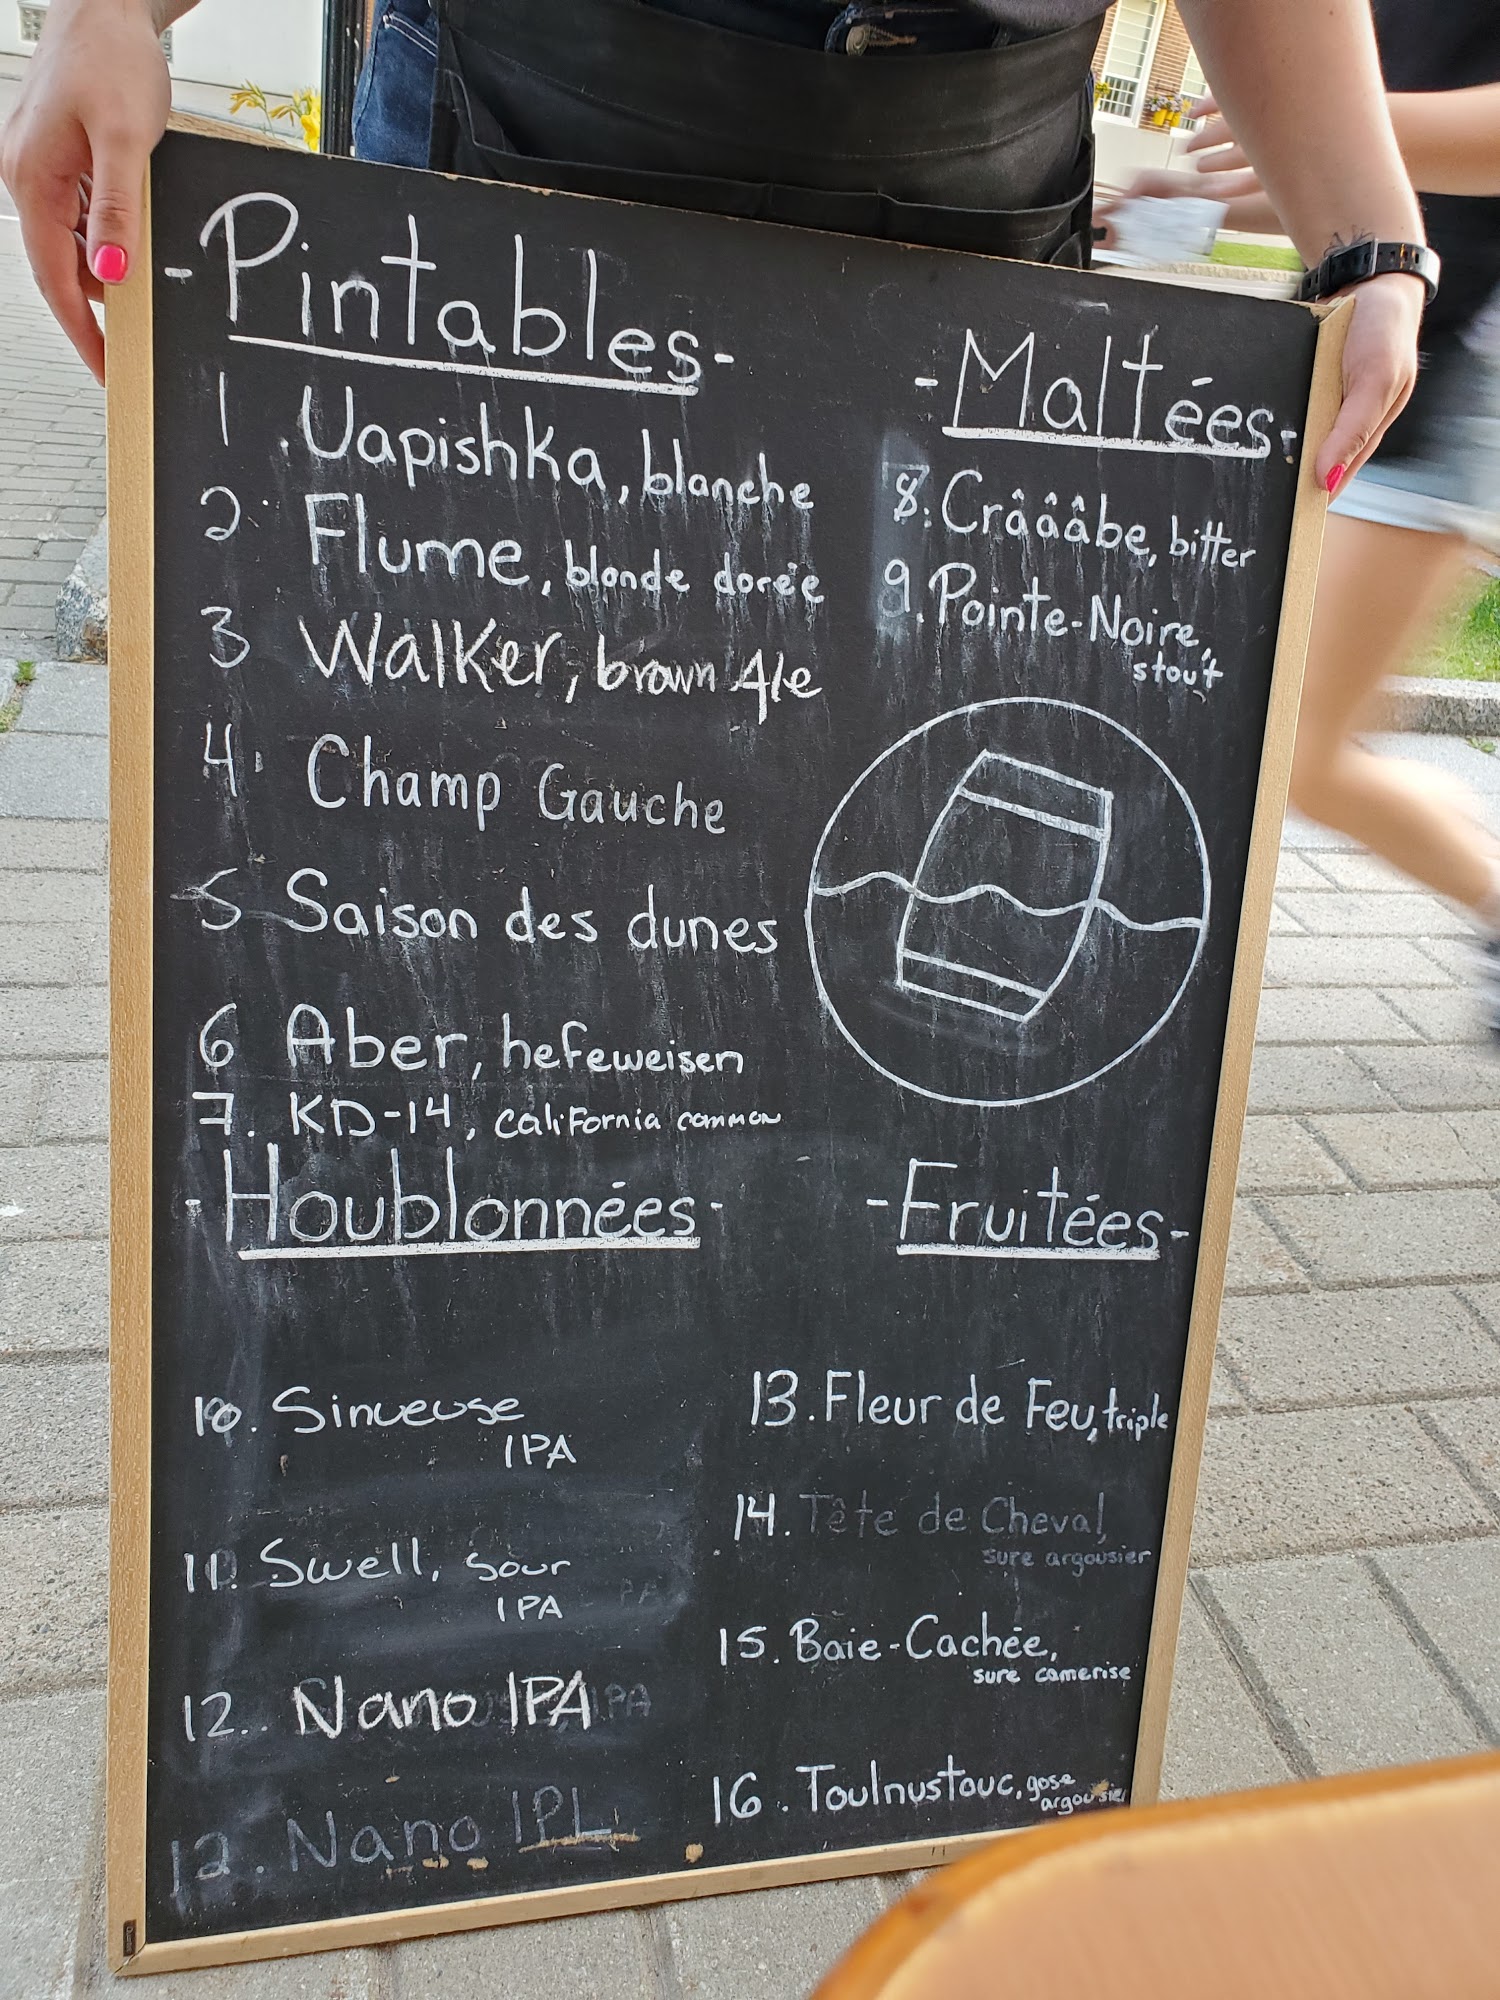 - Pintables -
1. Uapishka, blanche
2. Flume, blonde dorée
3 Walker, brown Ale
4. Champ Gauche
5 Saison des dunes
6 Aber, hefeweisen
7. KD-14, california common
- Maltées -
8. Crâââbe, bitter
9. Pointe-Noire,
stout
- Houblonnées -
10. Sinueuse
IPA
11. Swell, Sour
IPA
12. Nano IPA
12. Nano IPL
- Fruitées -
13. Fleur de Feu, triple
14. Tête de Cheval,
sure argousier
15. Baie-Cachée,
sure camerise
16. Toulnustouc, gose
argousier